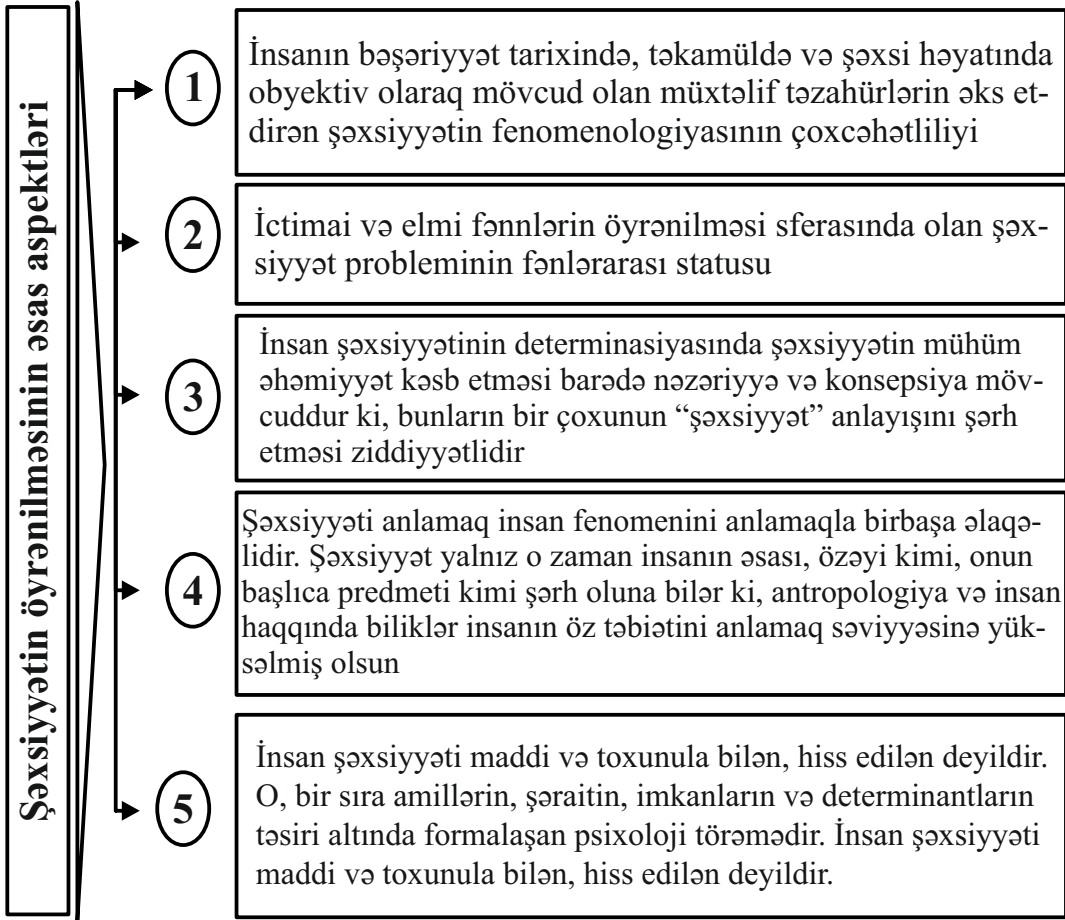 Şəxsiyyətin öyrənilməsinin əsas aspektləri
1
İnsanın bəşəriyyət tarixində, təkamüldə və şəxsi həyatında
obyektiv olaraq mövcud olan müxtəlif təzahürlərin əks et-
dirən şəxsiyyətin fenomenologiyasının çoxcəhətliliyi
2
İctimai və elmi fənnlərin öyrənilməsi sferasında olan şəx-
siyyət probleminin fənlərarası statusu
3
İnsan şəxsiyyətinin determinasiyasında şəxsiyyətin mühüm
əhəmiyyət kəsb etməsi barədə nəzəriyyə və konsepsiya möv-
cuddur ki, bunların bir çoxunun “şəxsiyyət” anlayışını şərh
etməsi ziddiyyətlidir
4
Şəxsiyyəti anlamaq insan fenomenini anlamaqla birbaşa əlaqə-
lidir. Şəxsiyyət yalnız o zaman insanın əsası, özəyi kimi, onun
başlıca predmeti kimi şərh oluna bilər ki, antropologiya və insan
haqqında biliklər insanın öz təbiətini anlamaq səviyyəsinə yük-
səlmiş olsun
5
İnsan şəxsiyyəti maddi və toxunula bilən, hiss edilən deyildir.
O, bir sıra amillərin, şəraitin, imkanların və determinantların
təsiri altında formalaşan psixoloji törəmədir. İnsan şəxsiyyəti
maddi və toxunula bilən, hiss edilən deyildir.